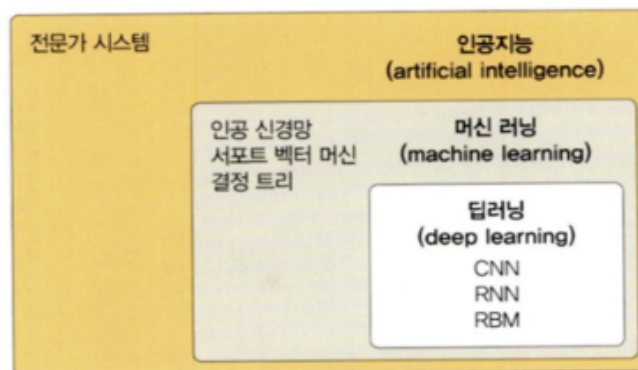 전문가 시스템
인공지능
(artificial intelligence)
인공 신경망
서포트 벡터 머신
결정 트리
머신 러닝
(machine learning)
딥러닝
(deep learning)
CNN
RNN
RBM